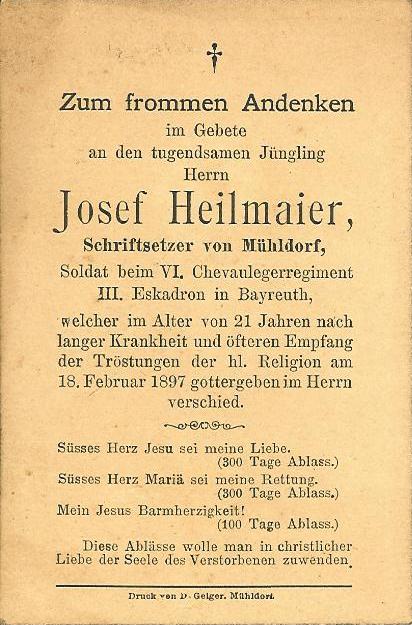 Zum frommen Andenken
im Gebete
an den tugendsamen Jüngling
Herrn
Josef Heilmaier,
Schriftsetzer von Mühldorf,
Soldat beim VI. Chevaulegerregiment
III. Eskadron in Bayreuth,
welcher im Alter von 21 Jahren nach
langer Krankheit und öfteren Empfang
der Tröstungen der hl. Religion am
18. Februar 1897 gottergeben im Herrn
verschied.
Süsses Herz Jesu sei meine Liebe.
(300 Tage Ablass.)
Süsses Herz Mariä sei meine Rettung.
(300 Tage Ablass.)
Mein Jesus Barmherzigkeit!
(100 Tage Ablass.)
Diese Ablässe wolle man in christlicher
Liebe der Seele des Verstorbenen zuwenden.
Druck von D. Geiger. Mühldorf.